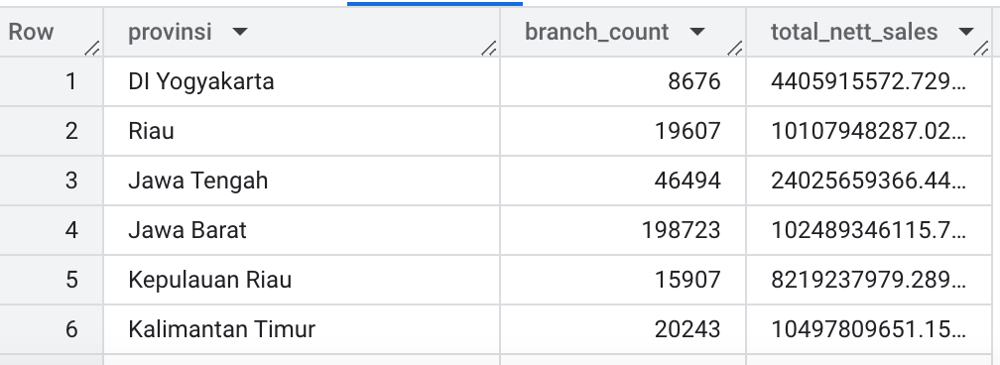 Row provinsi branch_count total_nett_sales
1 DI Yogyakarta 8676 4405915572.729...
2 Riau 19607 10107948287.02...
3 Jawa Tengah 46494 24025659366.44...
4 Jawa Barat 198723 102489346115.7...
5 Kepulauan Riau 15907 8219237979.289...
6 Kalimantan Timur 20243 10497809651.15...